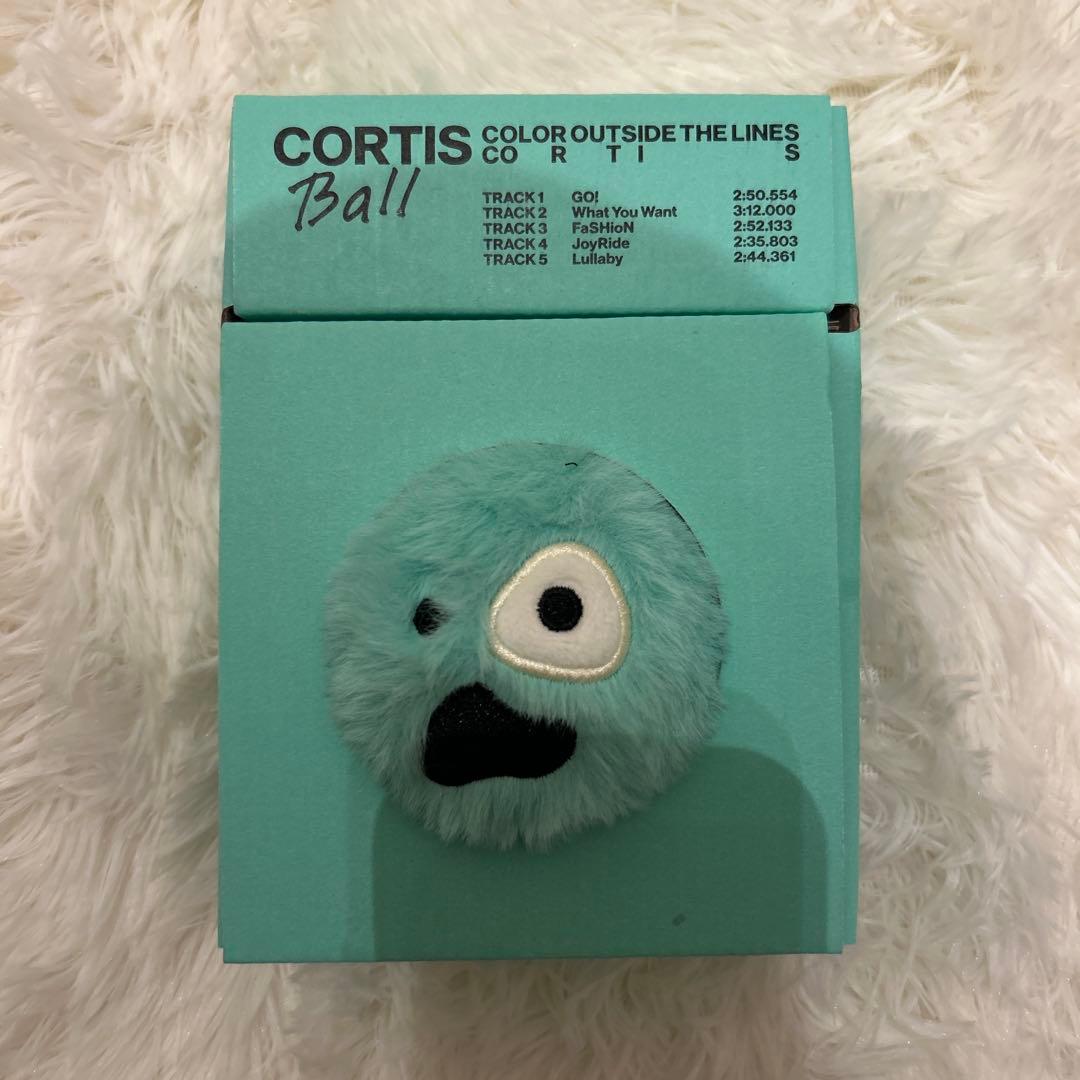 CORTIS
Ball
COLOR OUTSIDE THE LINES
CO R T I S
TRACK 1 GO! 2:50.554
TRACK 2 What You Want 3:12.000
TRACK 3 FaSHioN 2:52.133
TRACK 4 JoyRide 2:35.803
TRACK 5 Lullaby 2:44.361